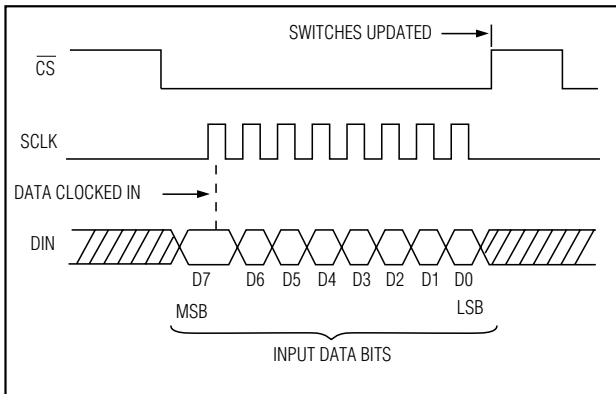 SWITCHES UPDATED
CS
SCLK
DATA CLOCKED IN
DIN
D7 D6 D5 D4 D3 D2 D1 D0
MSB LSB
INPUT DATA BITS